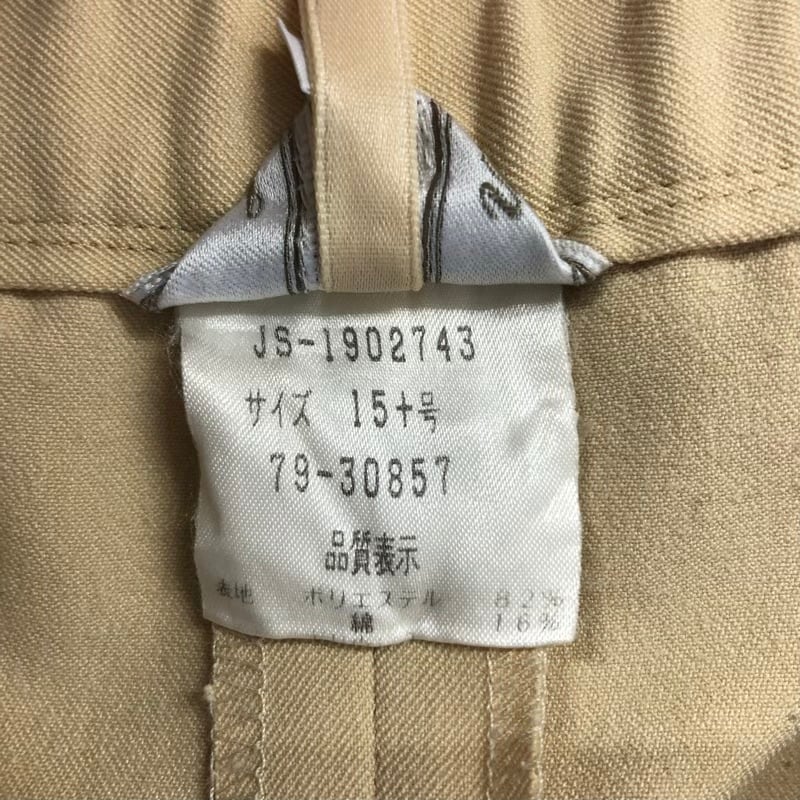 JS-1902743
サイズ 15+号
79-30857
品質表示
表地 ポリエステル 82%
綿 16%